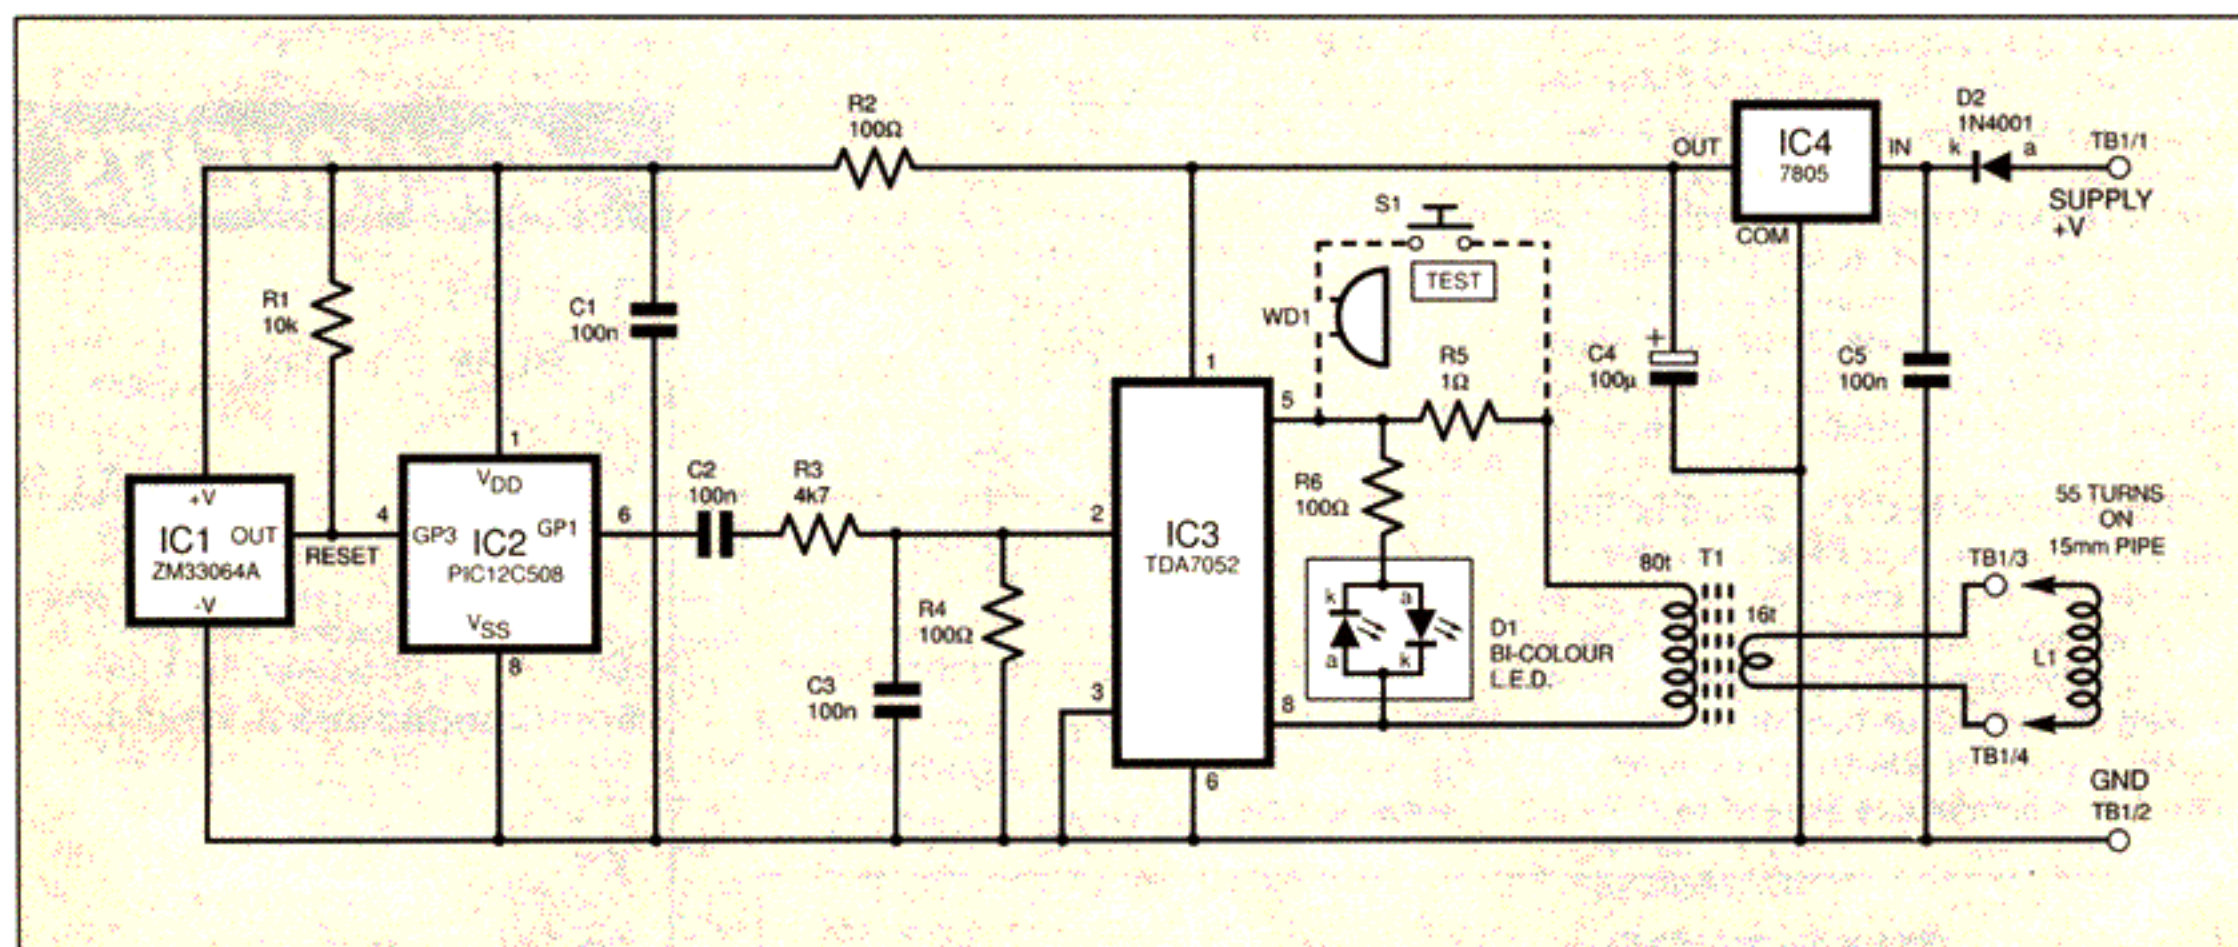 R2
100Ω
D2
1N4001
OUT
IC4
7805
IN
k
a
TB1/1
SUPPLY
+V
COM
S1
TEST
WD1
R1
10k
C1
100n
R5
1Ω
C4
+
100µ
C5
100n
1
5
1
+V
IC1
OUT
ZM33064A
-V
RESET
4
VDD
GP3
IC2
GP1
PIC12C508
VSS
8
6
C2
100n
R3
4k7
2
IC3
TDA7052
R6
100Ω
k
a
a
k
D1
BI-COLOUR
L.E.D.
C3
100n
R4
100Ω
3
8
6
80t
T1
16t
55 TURNS
ON
15mm PIPE
TB1/3
L1
TB1/4
GND
TB1/2